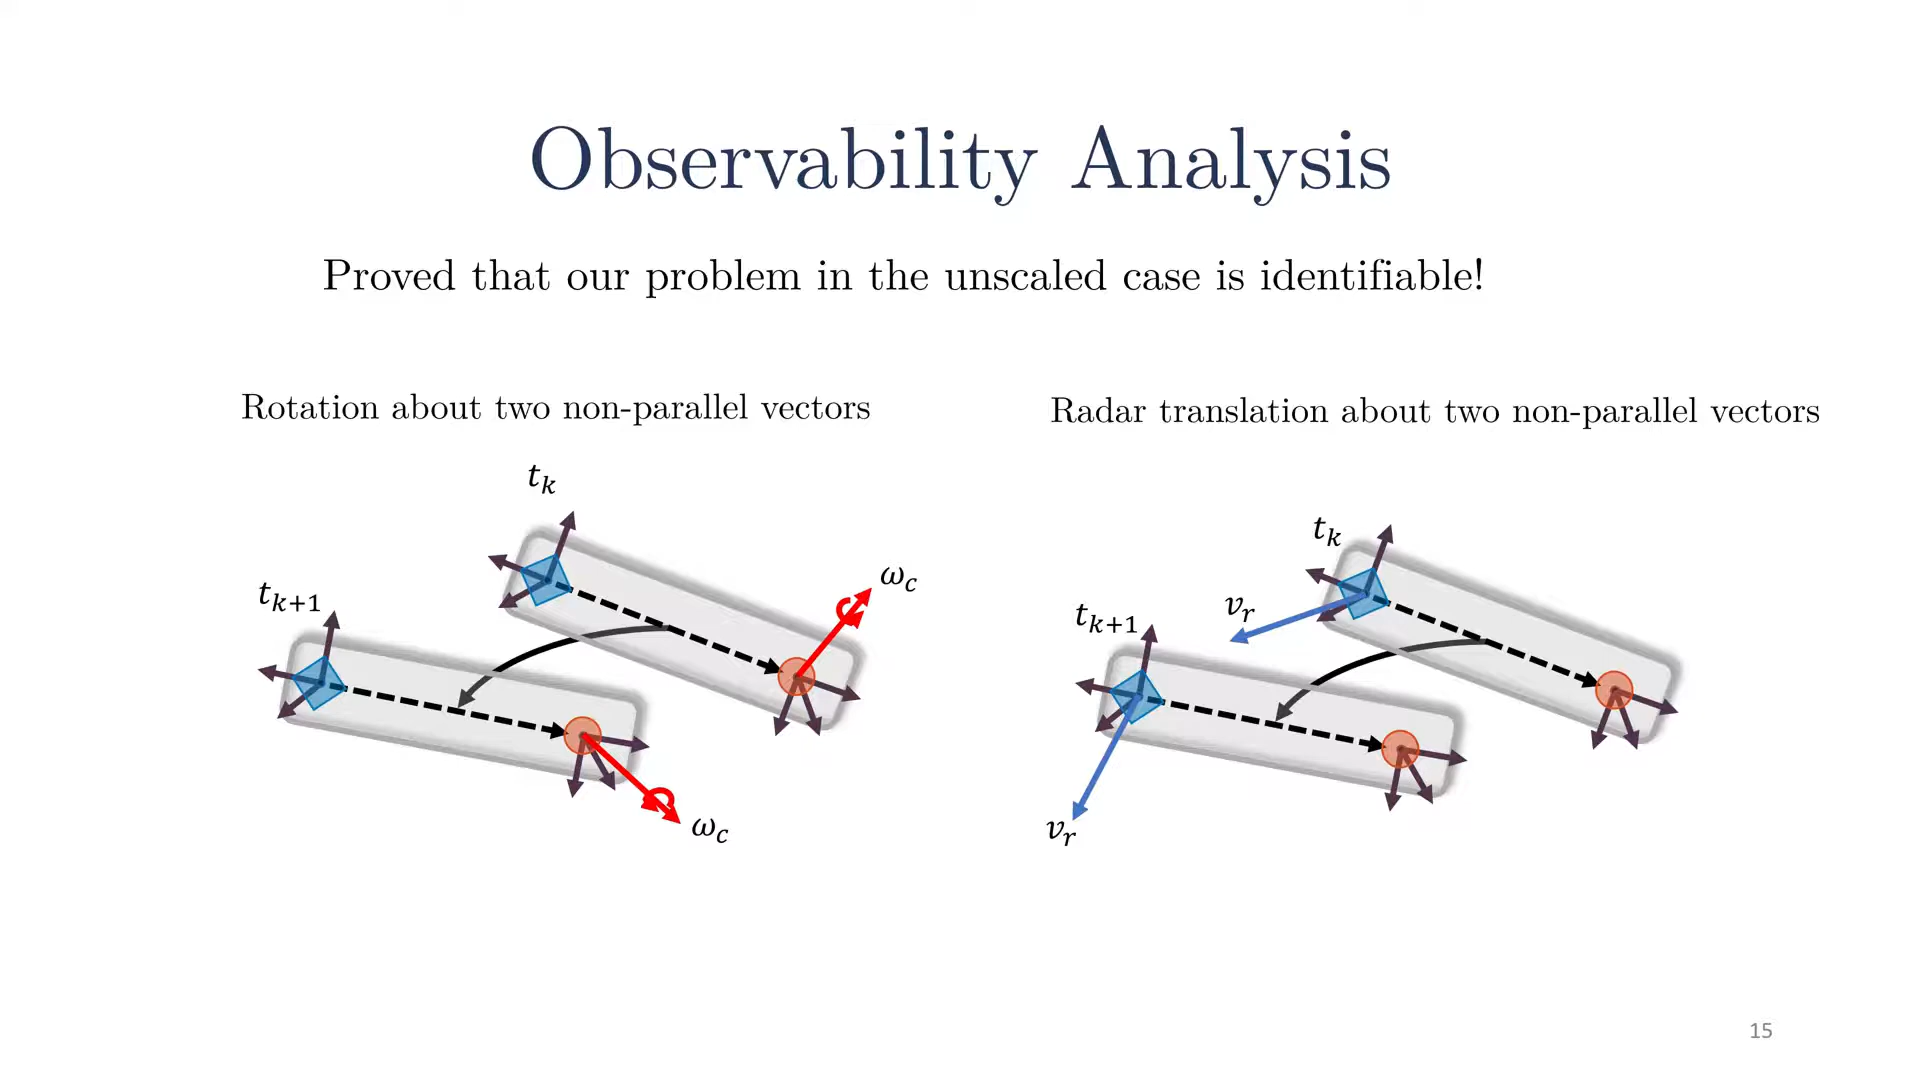 Observability Analysis
Proved that our problem in the unscaled case is identifiable!
Rotation about two non-parallel vectors
t_k
t_{k+1}
ω_c
ω_c
Radar translation about two non-parallel vectors
t_k
v_r
t_{k+1}
v_r
15